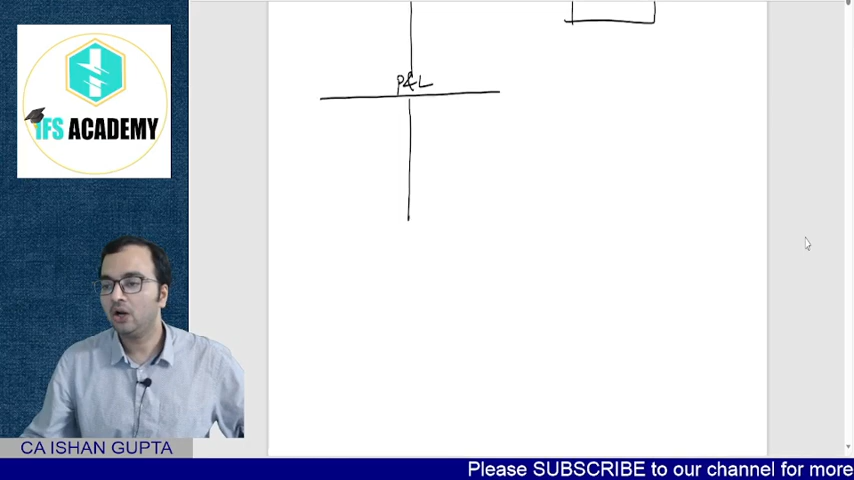 P&L
IFS ACADEMY
CA ISHAN GUPTA
Please SUBSCRIBE to our channel for more